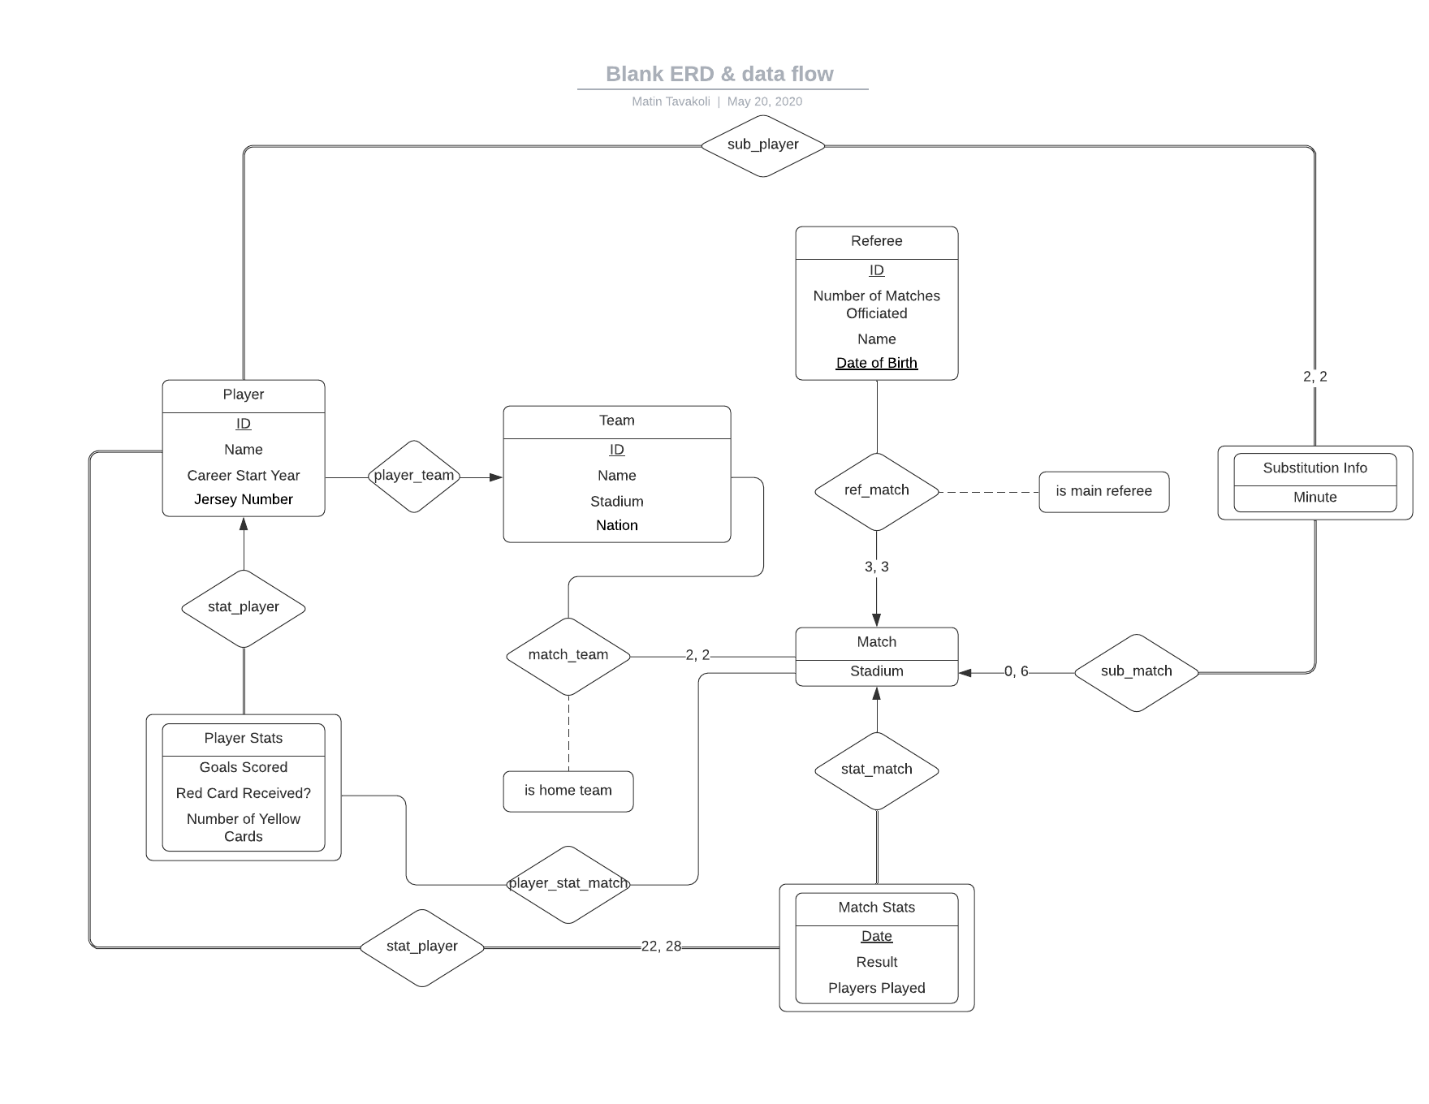 Blank ERD & data flow
Matin Tavakoli | May 20, 2020
sub_player
Referee
ID
Number of Matches
Officiated
Name
Date of Birth
2, 2
Player
ID
Name
Career Start Year
Jersey Number
player_team
Team
ID
Name
Stadium
Nation
ref_match
is main referee
Substitution Info
Minute
3, 3
stat_player
match_team
2, 2
Match
Stadium
0, 6
sub_match
Player Stats
Goals Scored
Red Card Received?
Number of Yellow
Cards
is home team
stat_match
player_stat_match
stat_player
22, 28
Match Stats
Date
Result
Players Played